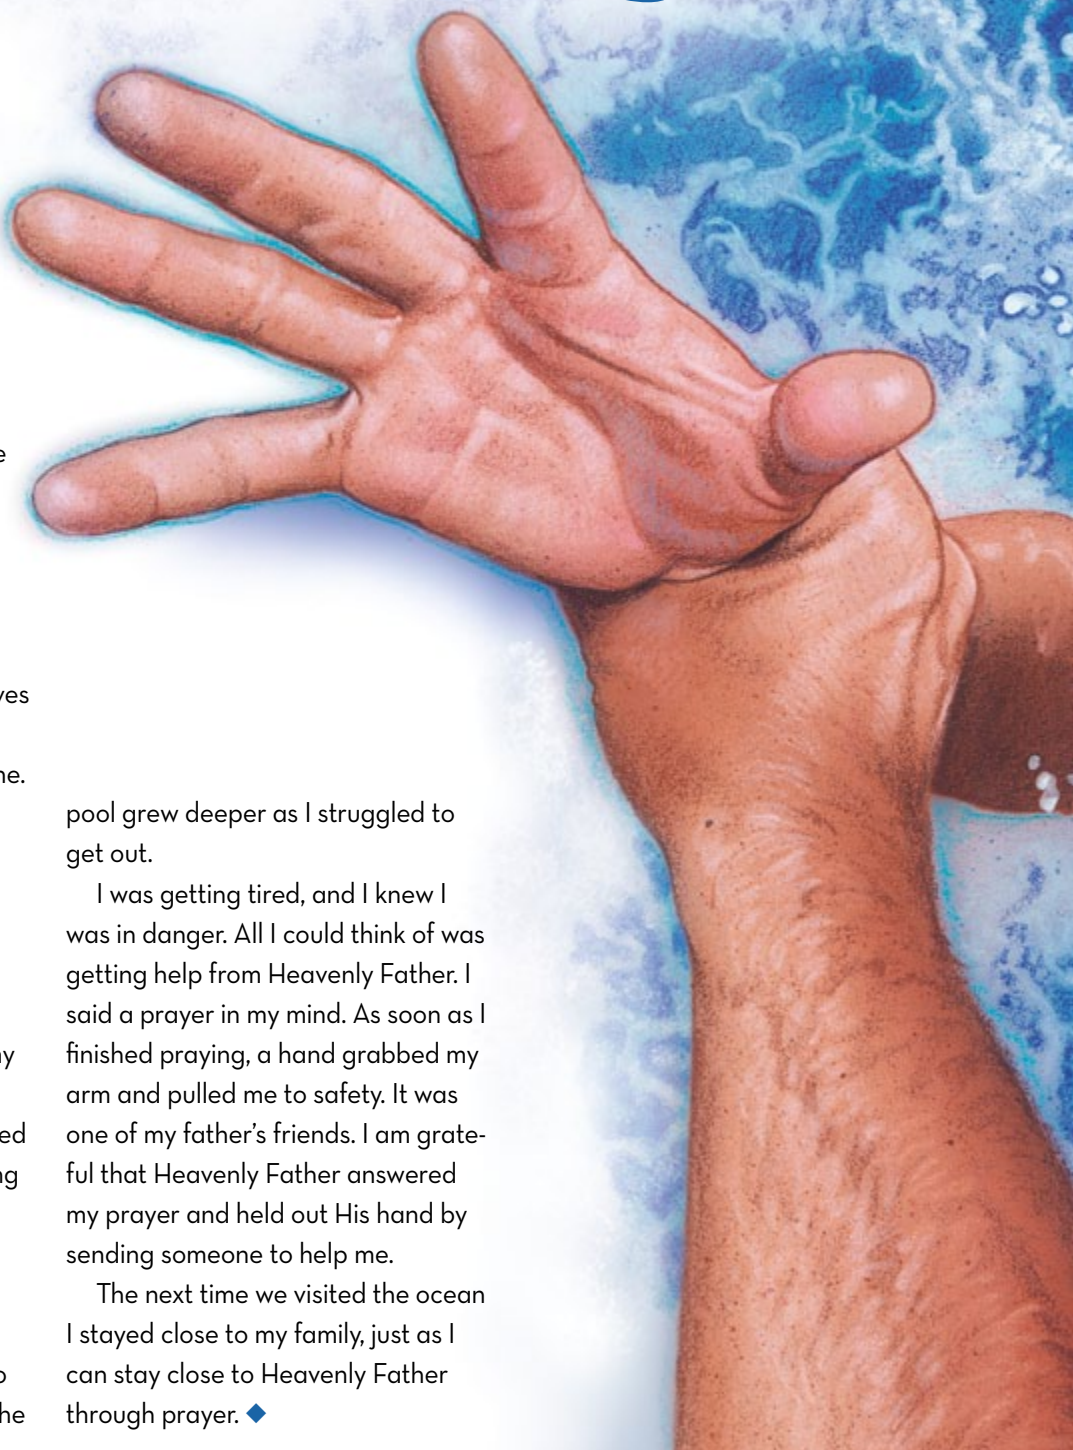 pool grew deeper as I struggled to
get out.
I was getting tired, and I knew I
was in danger. All I could think of was
getting help from Heavenly Father. I
said a prayer in my mind. As soon as I
finished praying, a hand grabbed my
arm and pulled me to safety. It was
one of my father’s friends. I am grate-
ful that Heavenly Father answered
my prayer and held out His hand by
sending someone to help me.
The next time we visited the ocean
I stayed close to my family, just as I
can stay close to Heavenly Father
through prayer. ◆